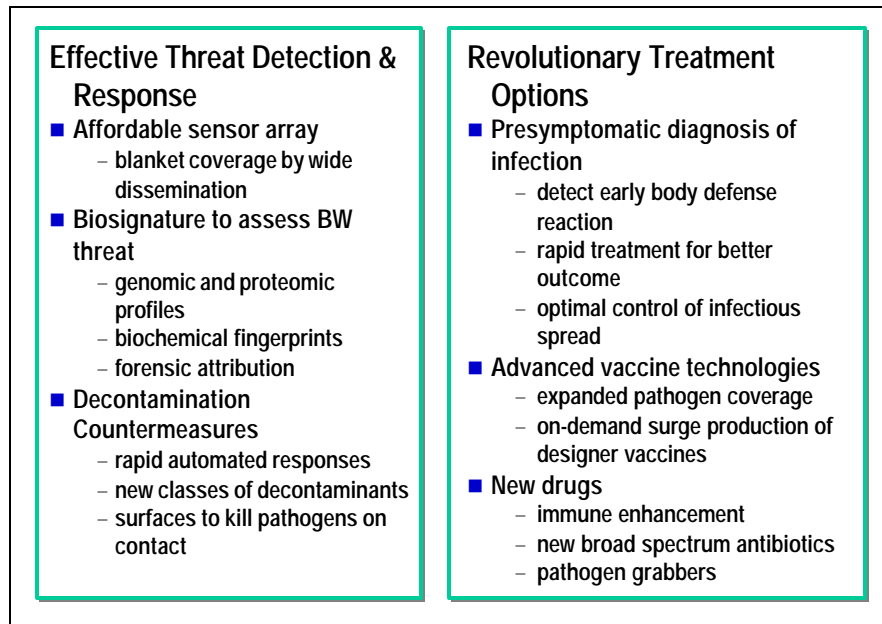 Effective Threat Detection &
Response
■ Affordable sensor array
– blanket coverage by wide
dissemination
■ Biosignature to assess BW
threat
– genomic and proteomic
profiles
– biochemical fingerprints
– forensic attribution
■ Decontamination
Countermeasures
– rapid automated responses
– new classes of decontaminants
– surfaces to kill pathogens on
contact
Revolutionary Treatment
Options
■ Presymptomatic diagnosis of
infection
– detect early body defense
reaction
– rapid treatment for better
outcome
– optimal control of infectious
spread
■ Advanced vaccine technologies
– expanded pathogen coverage
– on-demand surge production of
designer vaccines
■ New drugs
– immune enhancement
– new broad spectrum antibiotics
– pathogen grabbers